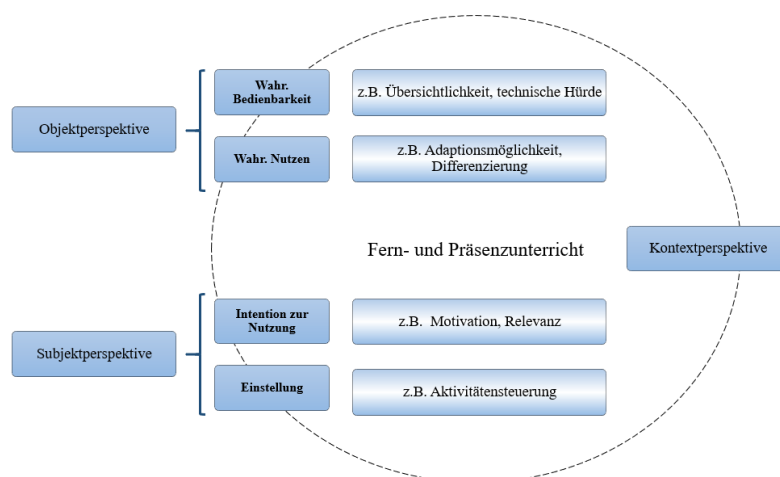 Objektperspektive
Wahr.
Bedienbarkeit
z.B. Übersichtlichkeit, technische Hürde
Wahr. Nutzen
z.B. Adaptionsmöglichkeit,
Differenzierung
Fern- und Präsenzunterricht
Kontextperspektive
Subjektperspektive
Intention zur
Nutzung
z.B. Motivation, Relevanz
Einstellung
z.B. Aktivitätensteuerung